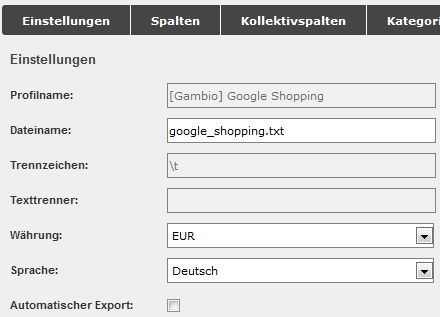 Einstellungen Spalten Kollektivspalten Kategori
Einstellungen
Profilname: [Gambio] Google Shopping
Dateiname: google_shopping.txt
Trennzeichen: \t
Texttrenner:
Währung: EUR
Sprache: Deutsch
Automatischer Export: